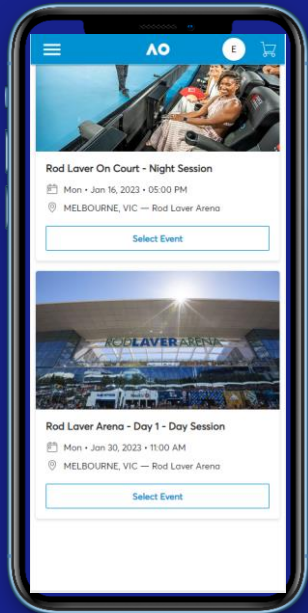 AO
E
Rod Laver On Court - Night Session
Mon • Jan 16, 2023 • 05:00 PM
MELBOURNE, VIC — Rod Laver Arena
Select Event
ROD LAVER ARENA
Rod Laver Arena - Day 1 - Day Session
Mon • Jan 30, 2023 • 11:00 AM
MELBOURNE, VIC — Rod Laver Arena
Select Event